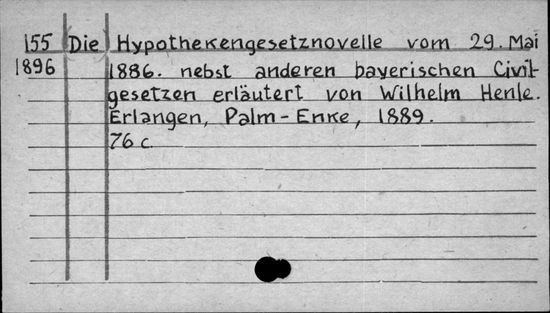 155 (Die) Hypothekengesetznovelle vom 29. Mai
1896 1886. nebst anderen bayerischen Civil-
gesetzen erläutert von Wilhelm Henle.
Erlangen, Palm-Enke, 1889.
76 c.